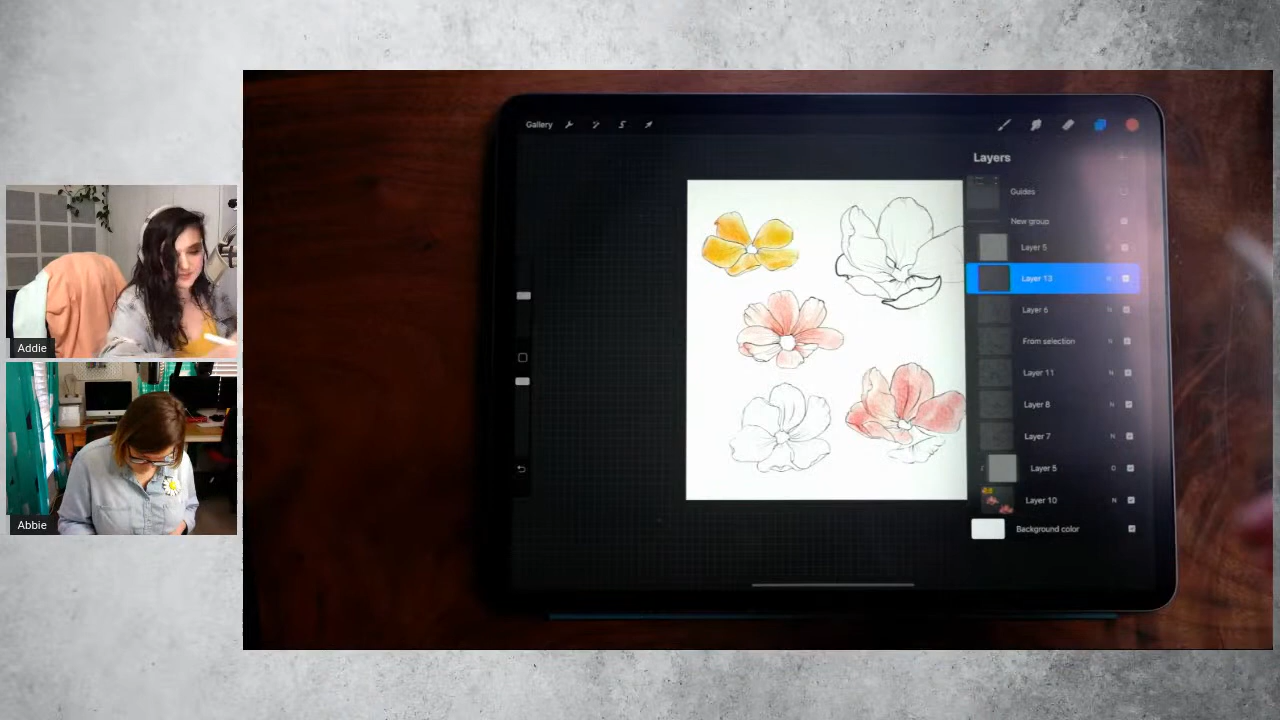 Gallery
Layers
Guides
New group
Layer 5
Layer 13
Layer 6 N
From selection N
Layer 11 N
Layer 8 N
Layer 7 N
Layer 5 O
Layer 10 N
Background color
Addie
Abbie